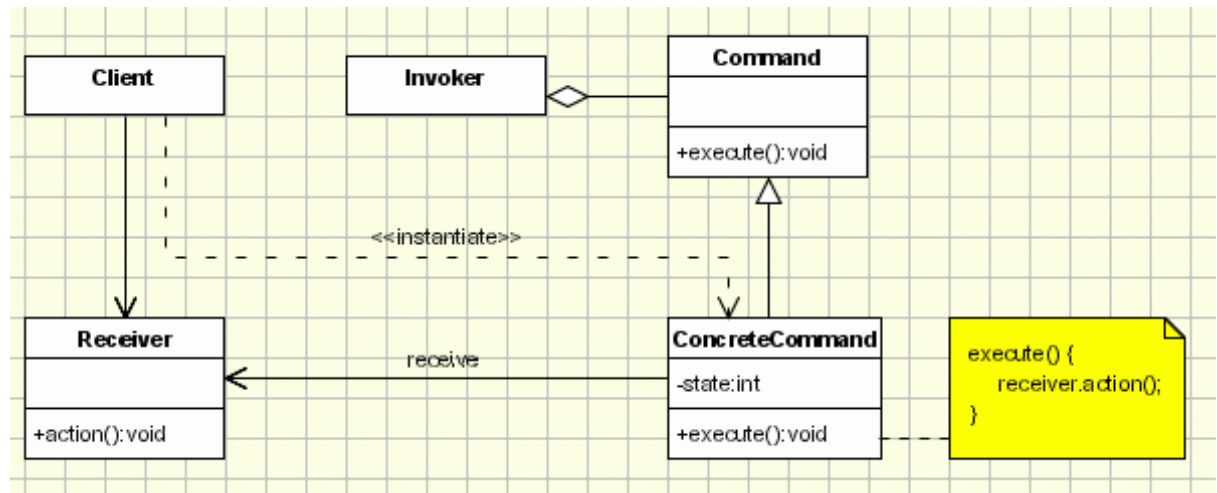 Client
Invoker
Command
+execute():void
<<instantiate>>
Receiver
+action():void
receive
ConcreteCommand
-state:int
+execute():void
execute() {
receiver.action();
}